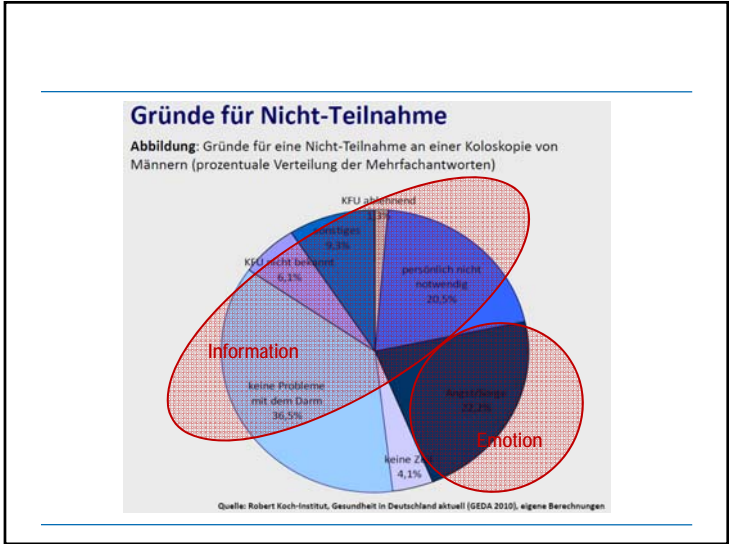 Gründe für Nicht-Teilnahme
Abbildung: Gründe für eine Nicht-Teilnahme an einer Koloskopie von
Männern (prozentuale Verteilung der Mehrfachantworten)
KFU ablehnend
1,3%
sonstiges
9,3%
KFU nicht bekannt
6,1%
persönlich nicht
notwendig
20,5%
Information
keine Probleme
mit dem Darm
36,5%
Angst/Sorge
22,2%
Emotion
keine Zeit
4,1%
Quelle: Robert Koch-Institut, Gesundheit in Deutschland aktuell (GEDA 2010), eigene Berechnungen